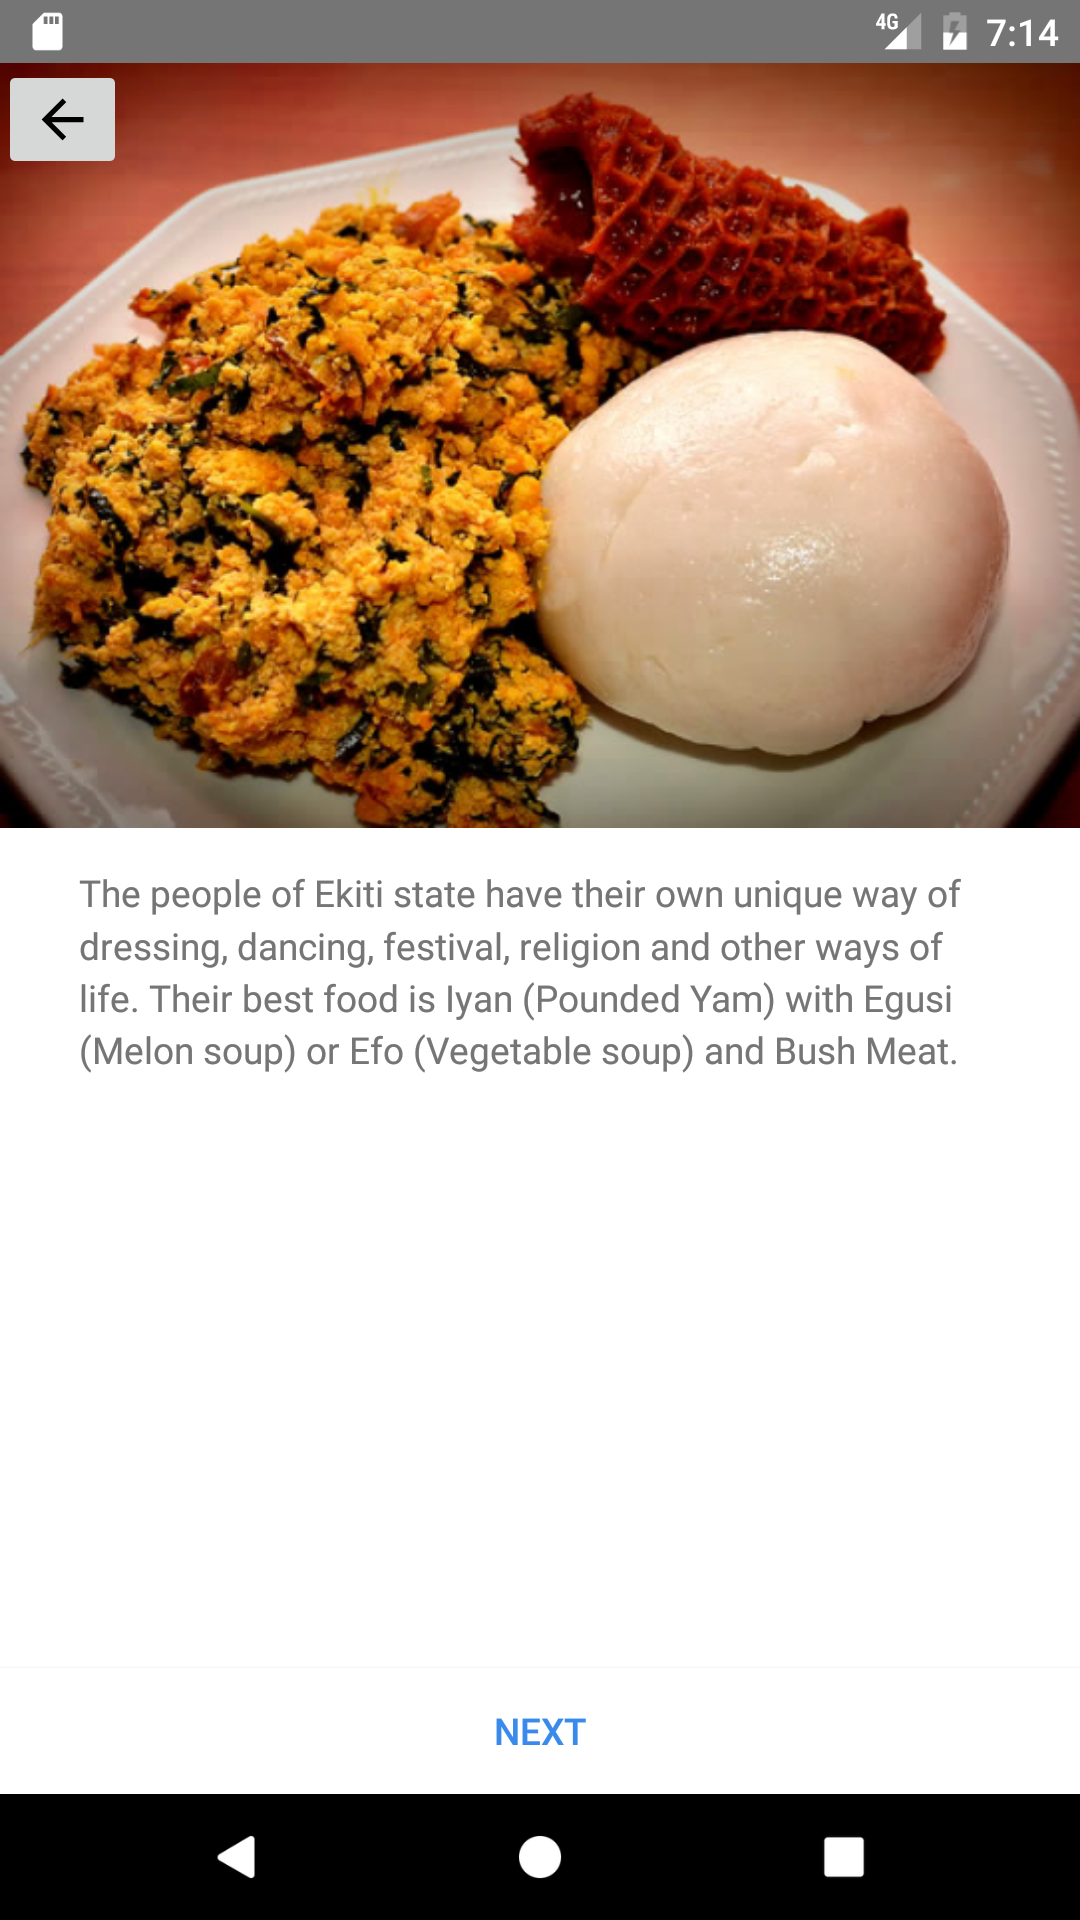 4G 7:14
The people of Ekiti state have their own unique way of
dressing, dancing, festival, religion and other ways of
life. Their best food is Iyan (Pounded Yam) with Egusi
(Melon soup) or Efo (Vegetable soup) and Bush Meat.
NEXT